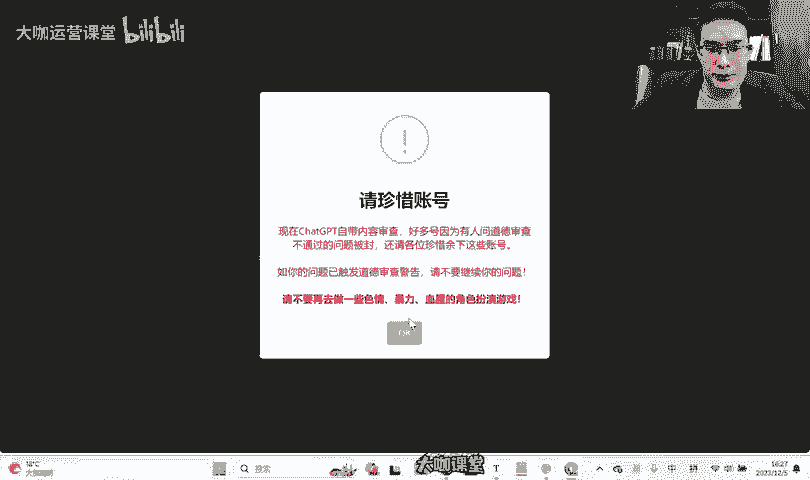 大咖运营课堂 bilibili
请珍惜账号
现在ChatGPT自带内容审查，好多号因为有人问道德审查
不通过的问题被封，还请各位珍惜余下这些账号。
如你的问题已触发道德审查警告，请不要继续你的问题！
请不要再去做一些色情、暴力、血腥的角色扮演游戏！
OK
18°C
搜索
大咖课堂
中
拼
16:27
2023/12/5